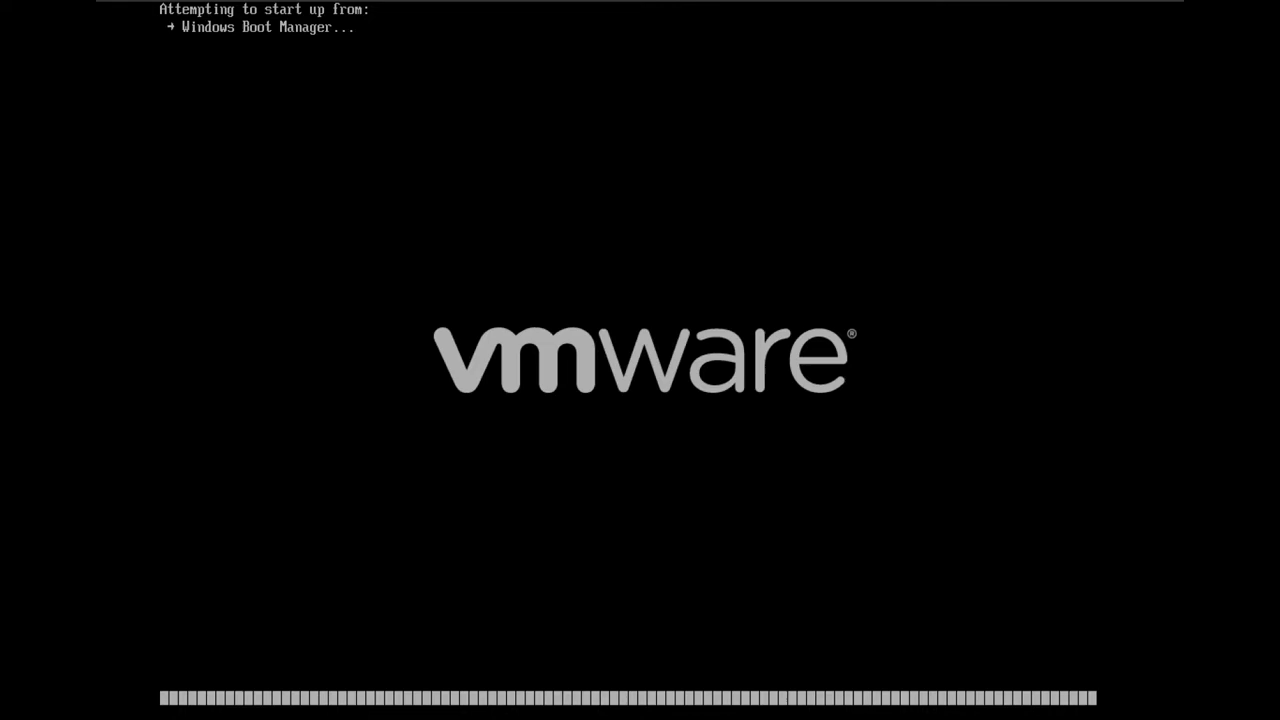 Attempting to start up from:
→ Windows Boot Manager...
vmware®